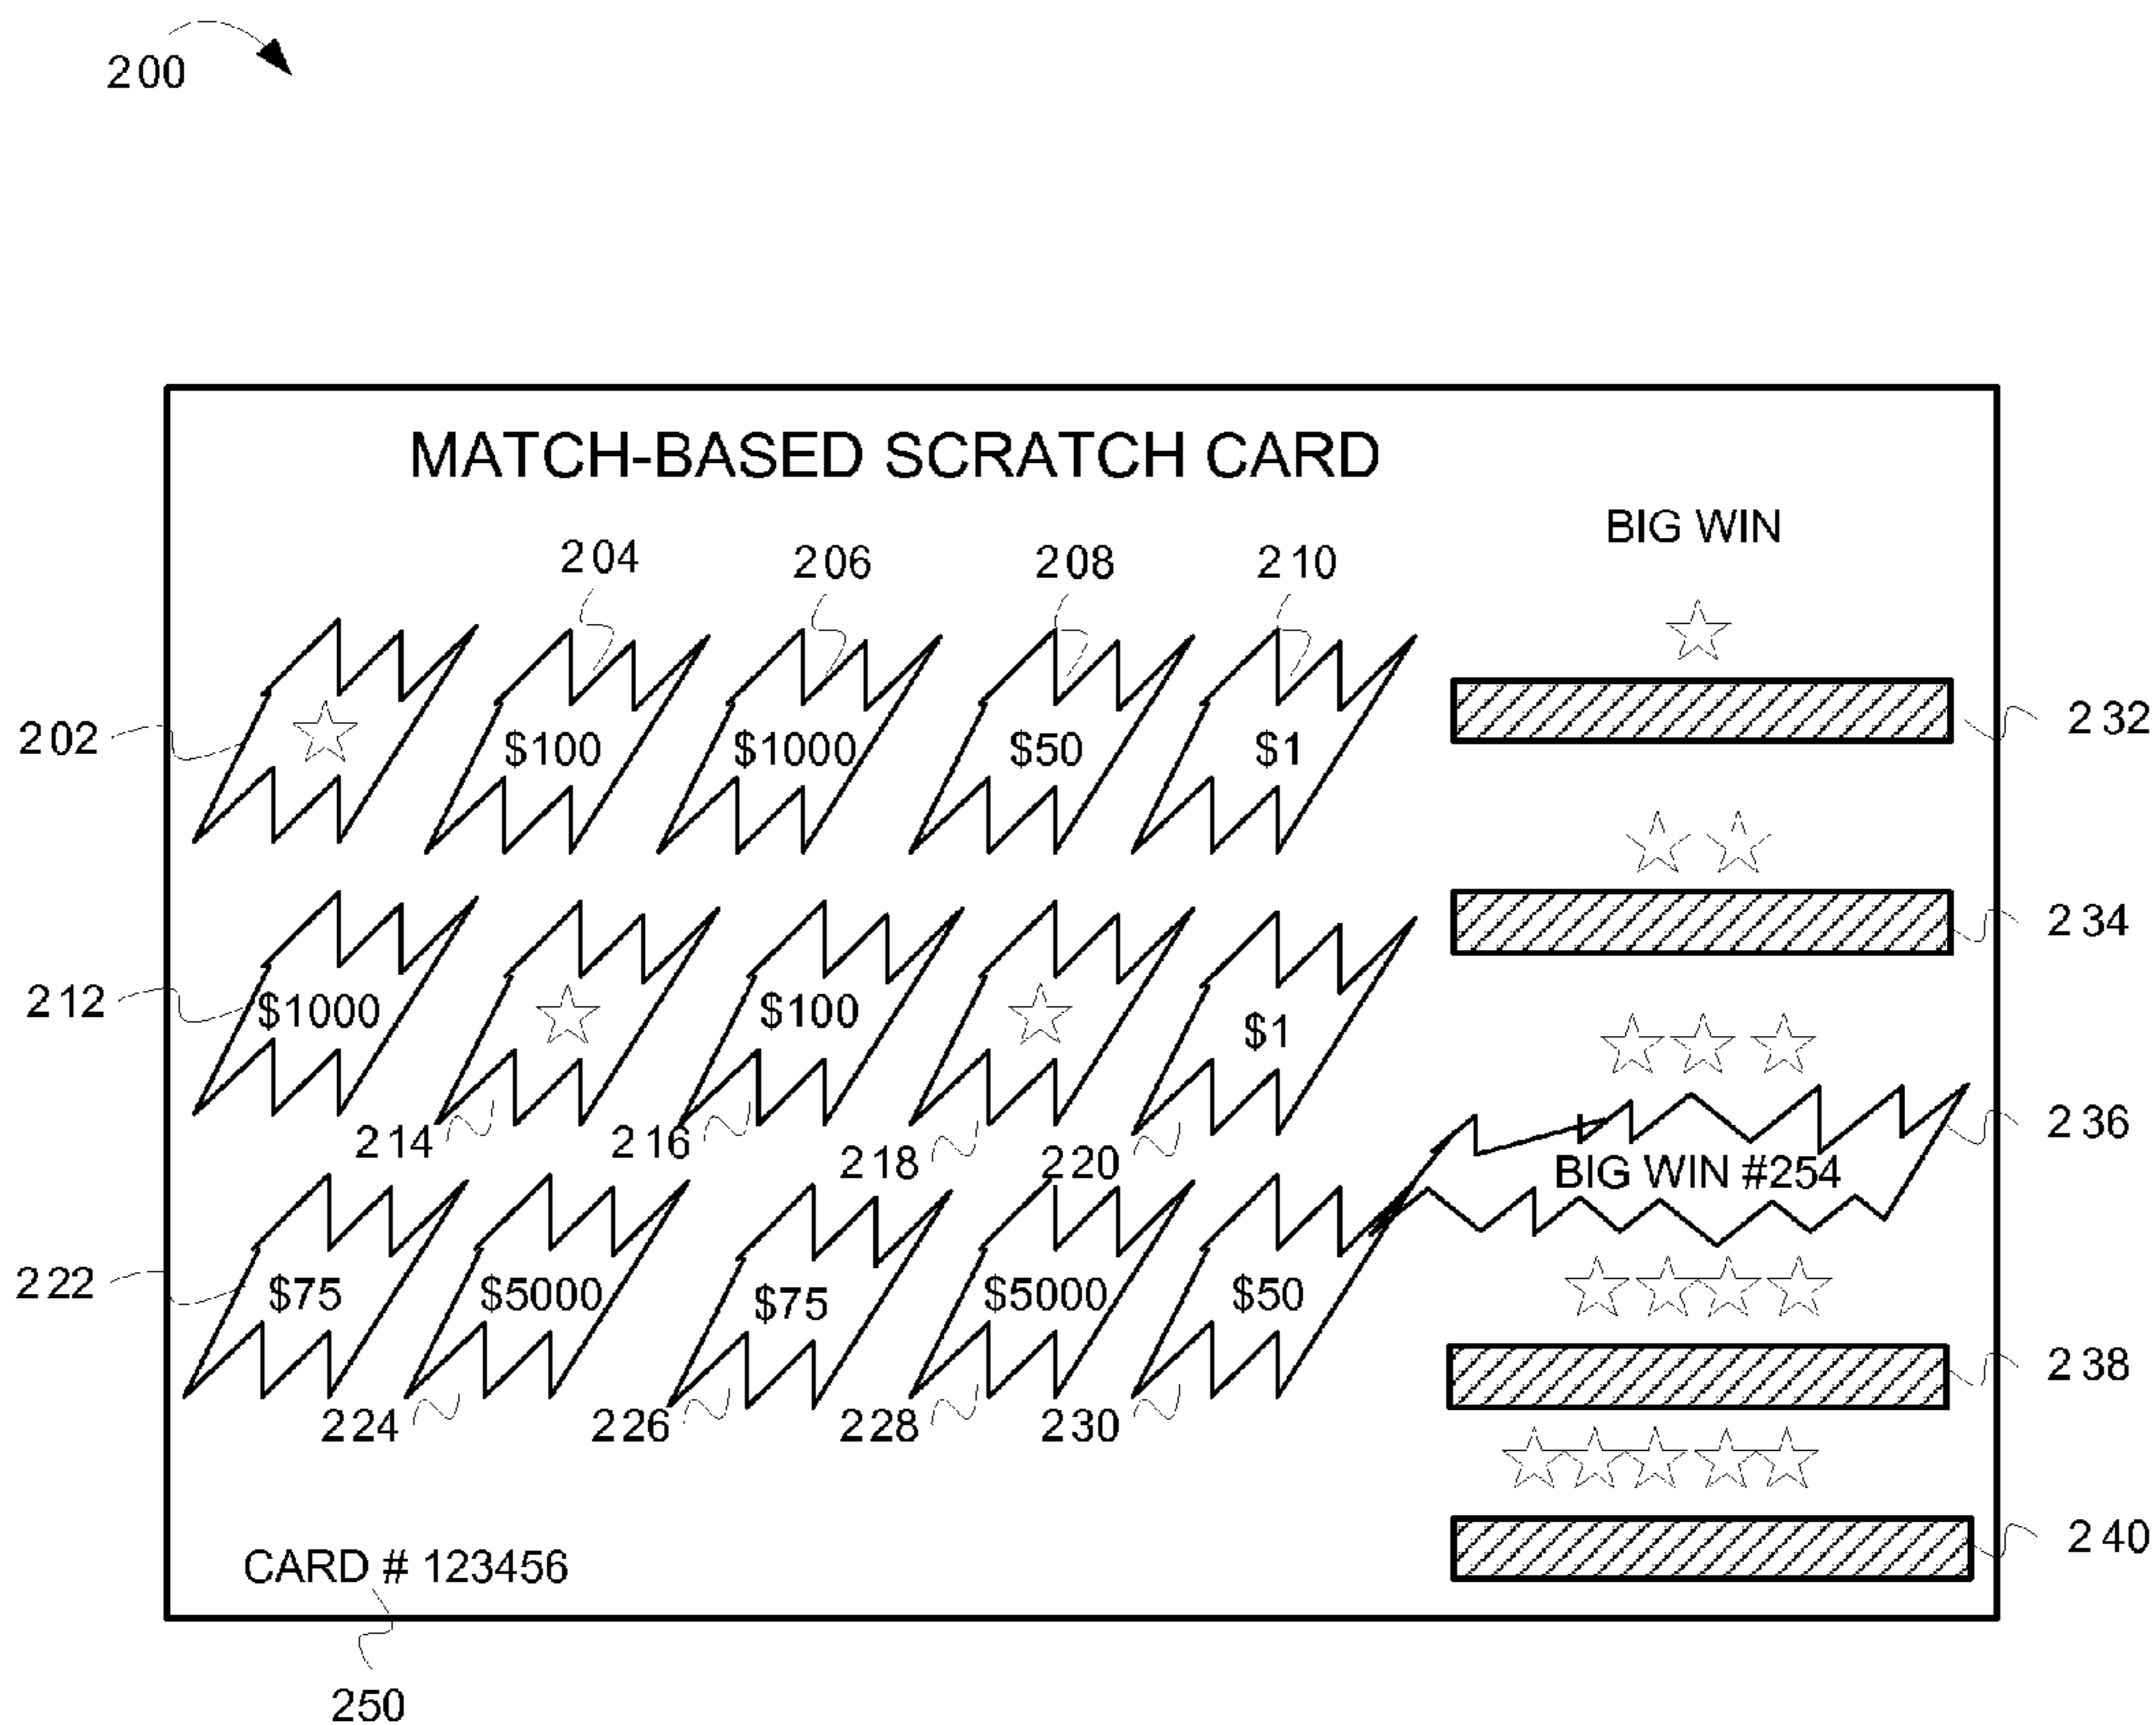 200
MATCH-BASED SCRATCH CARD
BIG WIN
204 206 208 210
202 $100 $1000 $50 $1 232
234
212 $1000 $100 $1
214 216 218 220 236
BIG WIN #254
222 $75 $5000 $75 $5000 $50
238
224 226 228 230
CARD # 123456 240
250